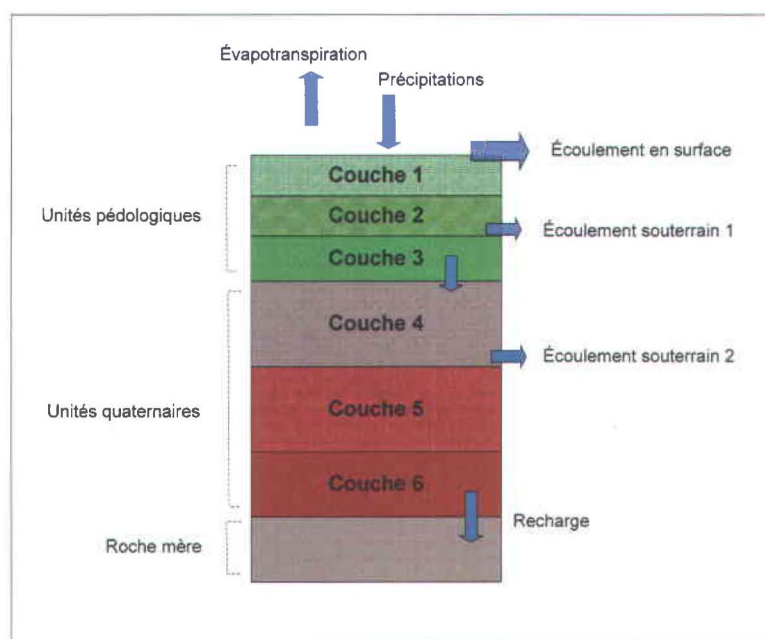 Évapotranspiration
Précipitations
Écoulement en surface
Couche 1
Unités pédologiques
Couche 2
Écoulement souterrain 1
Couche 3
Couche 4
Écoulement souterrain 2
Unités quaternaires
Couche 5
Couche 6
Recharge
Roche mère